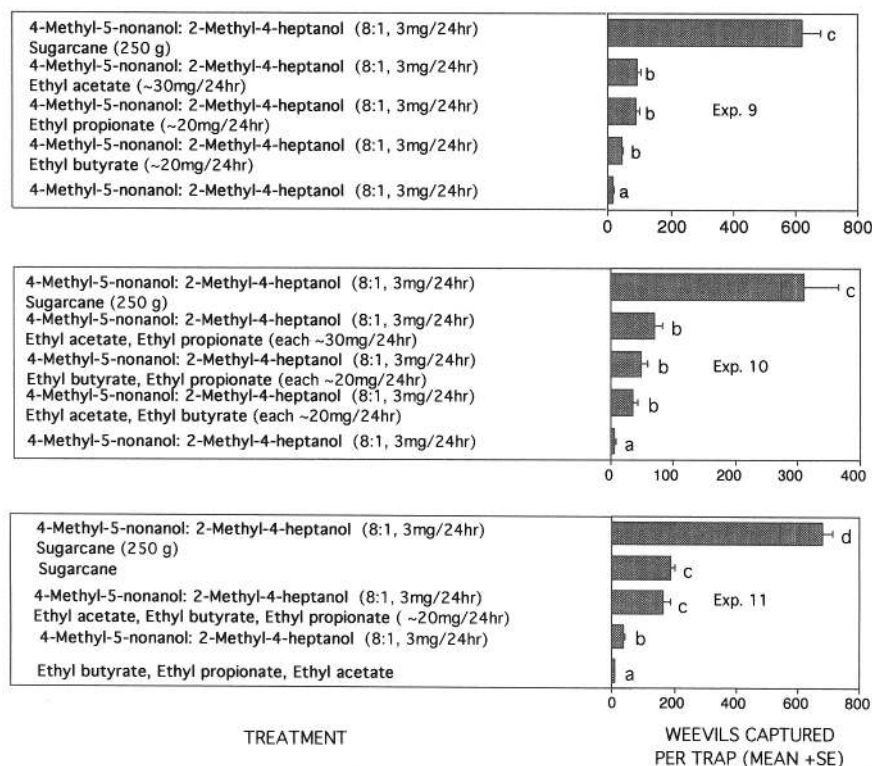 4-Methyl-5-nonanol: 2-Methyl-4-heptanol (8:1, 3mg/24hr)
Sugarcane (250 g)
4-Methyl-5-nonanol: 2-Methyl-4-heptanol (8:1, 3mg/24hr)
Ethyl acetate (~30mg/24hr)
4-Methyl-5-nonanol: 2-Methyl-4-heptanol (8:1, 3mg/24hr)
Ethyl propionate (~20mg/24hr)
4-Methyl-5-nonanol: 2-Methyl-4-heptanol (8:1, 3mg/24hr)
Ethyl butyrate (~20mg/24hr)
4-Methyl-5-nonanol: 2-Methyl-4-heptanol (8:1, 3mg/24hr)
c
b
b
b
a
Exp. 9
0 200 400 600 800
4-Methyl-5-nonanol: 2-Methyl-4-heptanol (8:1, 3mg/24hr)
Sugarcane (250 g)
4-Methyl-5-nonanol: 2-Methyl-4-heptanol (8:1, 3mg/24hr)
Ethyl acetate, Ethyl propionate (each ~30mg/24hr)
4-Methyl-5-nonanol: 2-Methyl-4-heptanol (8:1, 3mg/24hr)
Ethyl butyrate, Ethyl propionate (each ~20mg/24hr)
4-Methyl-5-nonanol: 2-Methyl-4-heptanol (8:1, 3mg/24hr)
Ethyl acetate, Ethyl butyrate (each ~20mg/24hr)
4-Methyl-5-nonanol: 2-Methyl-4-heptanol (8:1, 3mg/24hr)
c
b
b
b
a
Exp. 10
0 100 200 300 400
4-Methyl-5-nonanol: 2-Methyl-4-heptanol (8:1, 3mg/24hr)
Sugarcane (250 g)
Sugarcane
4-Methyl-5-nonanol: 2-Methyl-4-heptanol (8:1, 3mg/24hr)
Ethyl acetate, Ethyl butyrate, Ethyl propionate ( ~20mg/24hr)
4-Methyl-5-nonanol: 2-Methyl-4-heptanol (8:1, 3mg/24hr)
Ethyl butyrate, Ethyl propionate, Ethyl acetate
d
c
c
b
a
Exp. 11
0 200 400 600 800
TREATMENT
WEEVILS CAPTURED
PER TRAP (MEAN +SE)